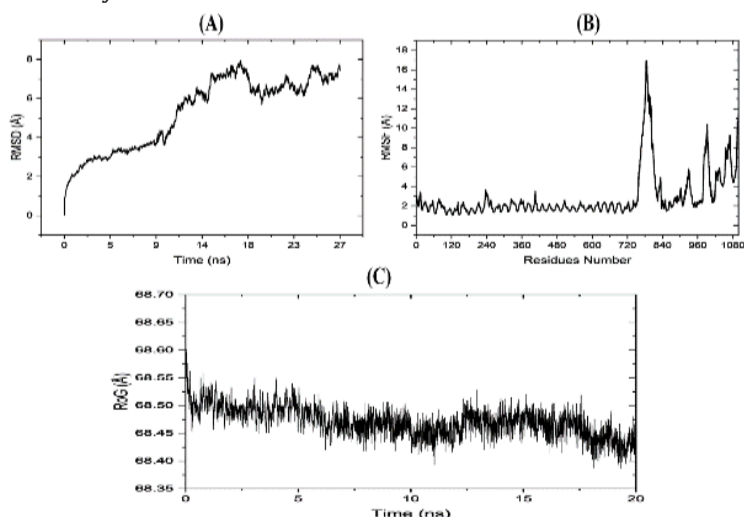 (A)
(B)
8
6
4
2
0
RMSD (Å)
0 5 9 14 18 23 27
Time (ns)
18
16
14
12
10
8
6
4
2
0
RMSF (Å)
0 120 240 360 480 600 720 840 960 1080
Residues Number
(C)
68.70
68.65
68.60
68.55
68.50
68.45
68.40
68.35
RoG (Å)
0 5 10 15 20
Time (ns)